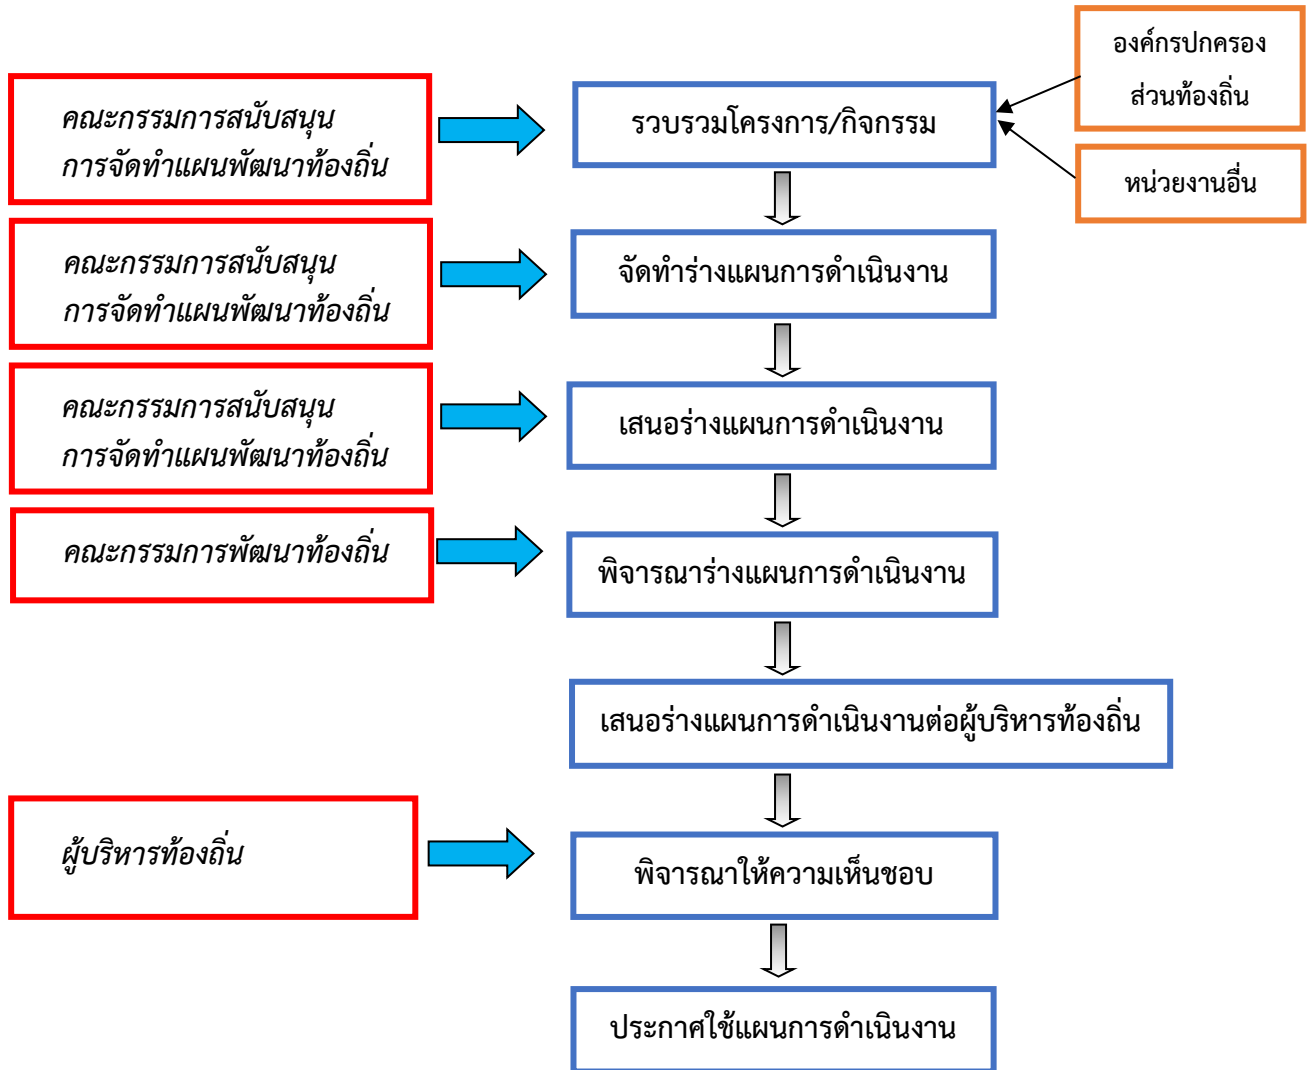 องค์กรปกครอง
ส่วนท้องถิ่น
คณะกรรมการสนับสนุน
การจัดทำแผนพัฒนาท้องถิ่น
รวบรวมโครงการ/กิจกรรม
หน่วยงานอื่น
คณะกรรมการสนับสนุน
การจัดทำแผนพัฒนาท้องถิ่น
จัดทำร่างแผนการดำเนินงาน
คณะกรรมการสนับสนุน
การจัดทำแผนพัฒนาท้องถิ่น
เสนอร่างแผนการดำเนินงาน
คณะกรรมการพัฒนาท้องถิ่น
พิจารณาร่างแผนการดำเนินงาน
เสนอร่างแผนการดำเนินงานต่อผู้บริหารท้องถิ่น
ผู้บริหารท้องถิ่น
พิจารณาให้ความเห็นชอบ
ประกาศใช้แผนการดำเนินงาน